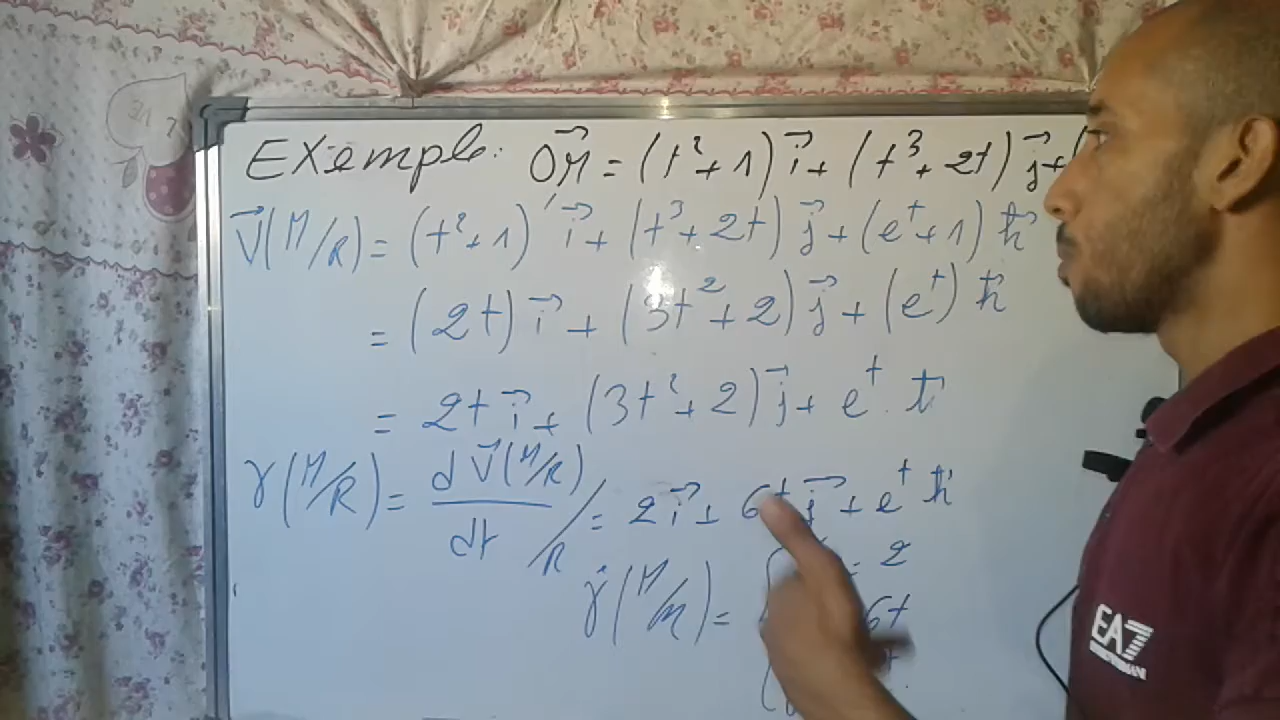 EXemple: OM⃗ = (t²+1) i⃗ + (t³+2t) j⃗ + (
V⃗(M/R) = (t²+1)' i⃗ + (t³+2t) j⃗ + (eᵗ+1) k⃗
= (2t) i⃗ + (3t²+2) j⃗ + (eᵗ) k⃗
= 2t i⃗ + (3t²+2) j⃗ + eᵗ . k⃗
γ(M/R) = dV⃗(M/R)/dt /R = 2 i⃗ + 6t j⃗ + eᵗ k⃗
γ⃗(M/R) = { = 2
6t
EA7